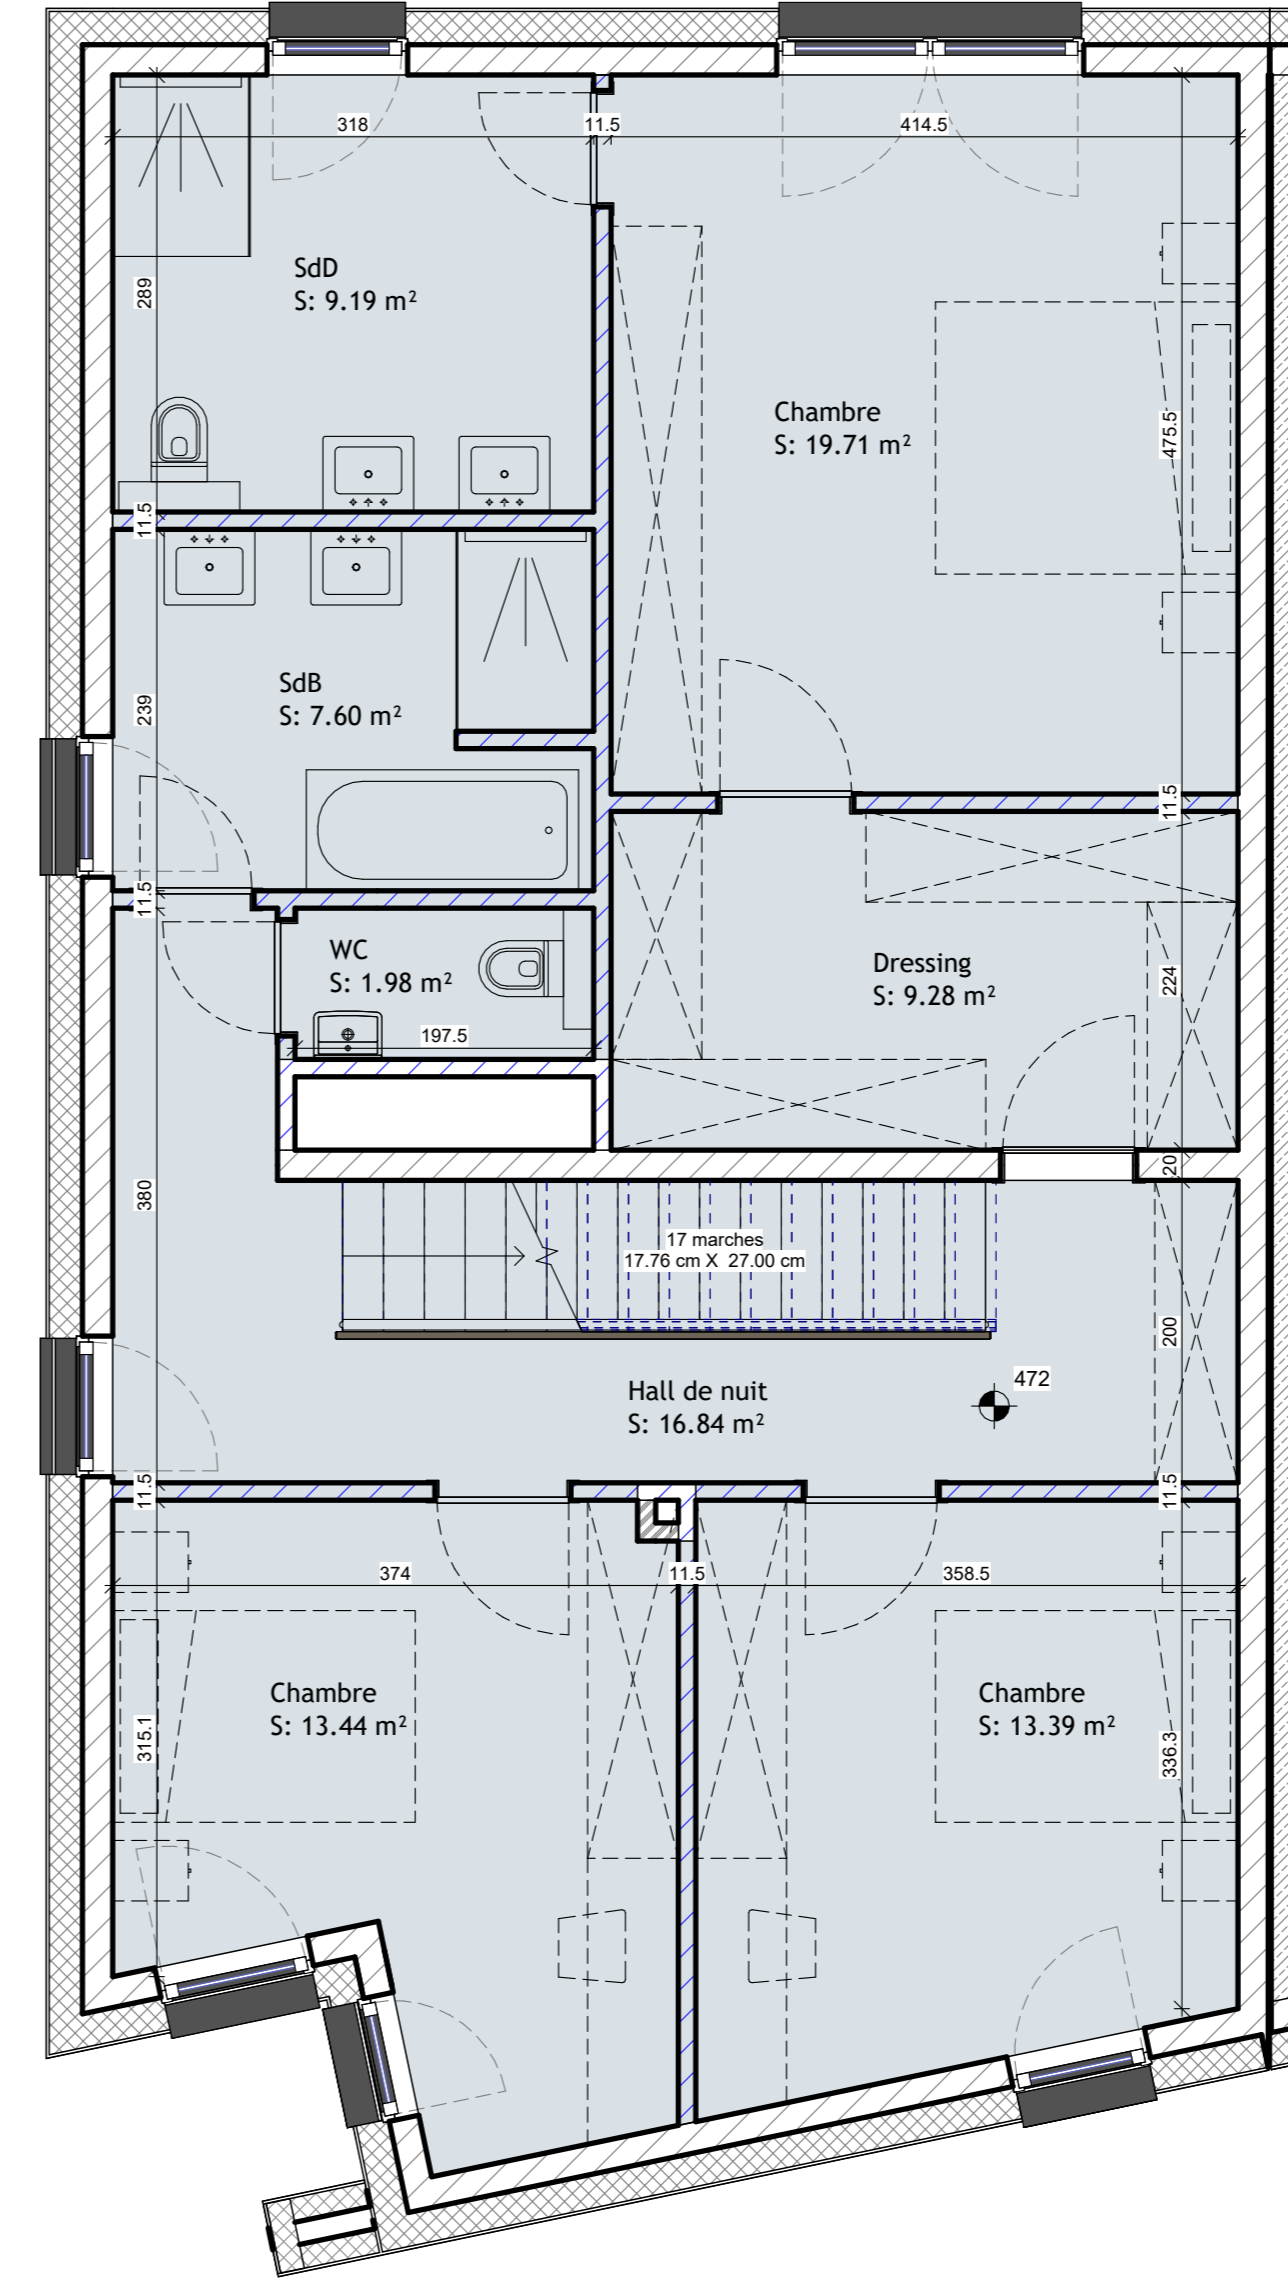 318
11.5
414.5
SdD
S: 9.19 m²
289
Chambre
S: 19.71 m²
475.5
11.5
SdB
S: 7.60 m²
239
11.5
11.5
WC
S: 1.98 m²
197.5
Dressing
S: 9.28 m²
224
20
380
17 marches
17.76 cm X 27.00 cm
200
472
Hall de nuit
S: 16.84 m²
11.5
11.5
374
11.5
358.5
Chambre
S: 13.44 m²
315.1
Chambre
S: 13.39 m²
336.3